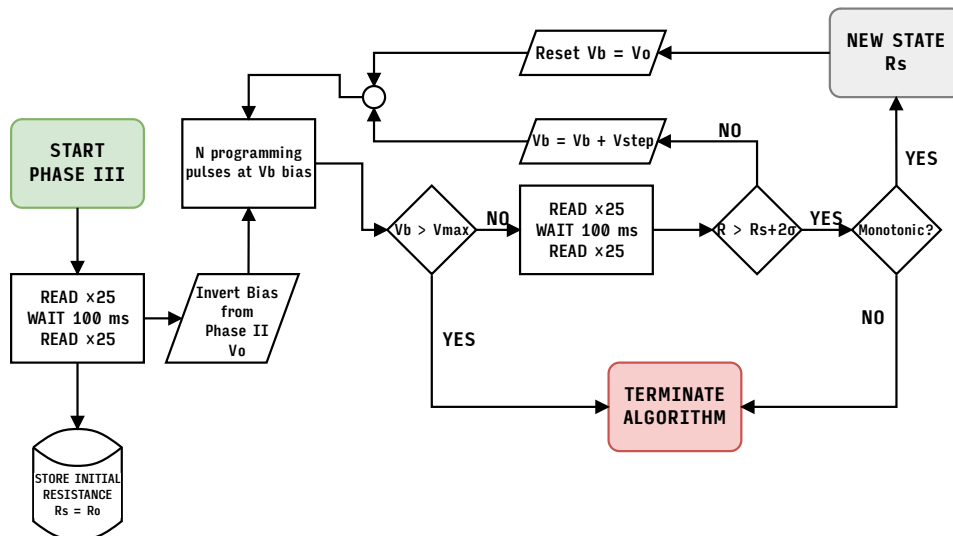 START
PHASE III
READ ×25
WAIT 100 ms
READ ×25
STORE INITIAL
RESISTANCE
Rs = Ro
Invert Bias
from
Phase II
Vo
N programming
pulses at Vb bias
Vb > Vmax
NO
YES
READ ×25
WAIT 100 ms
READ ×25
R > Rs+2σ
NO
Vb = Vb + Vstep
YES
Monotonic?
YES
NEW STATE
Rs
Reset Vb = Vo
NO
TERMINATE
ALGORITHM